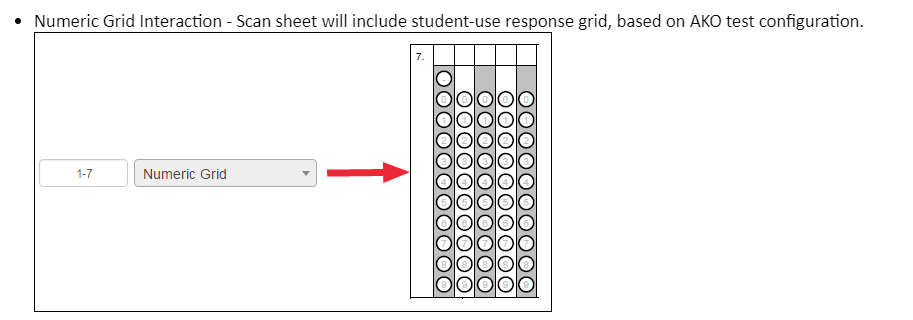 • Numeric Grid Interaction - Scan sheet will include student-use response grid, based on AKO test configuration.
7.
1-7 Numeric Grid
-
0 0 0 0 0
1 1 1 1 1
2 2 2 2 2
3 3 3 3 3
4 4 4 4 4
5 5 5 5 5
6 6 6 6 6
7 7 7 7 7
8 8 8 8 8
9 9 9 9 9